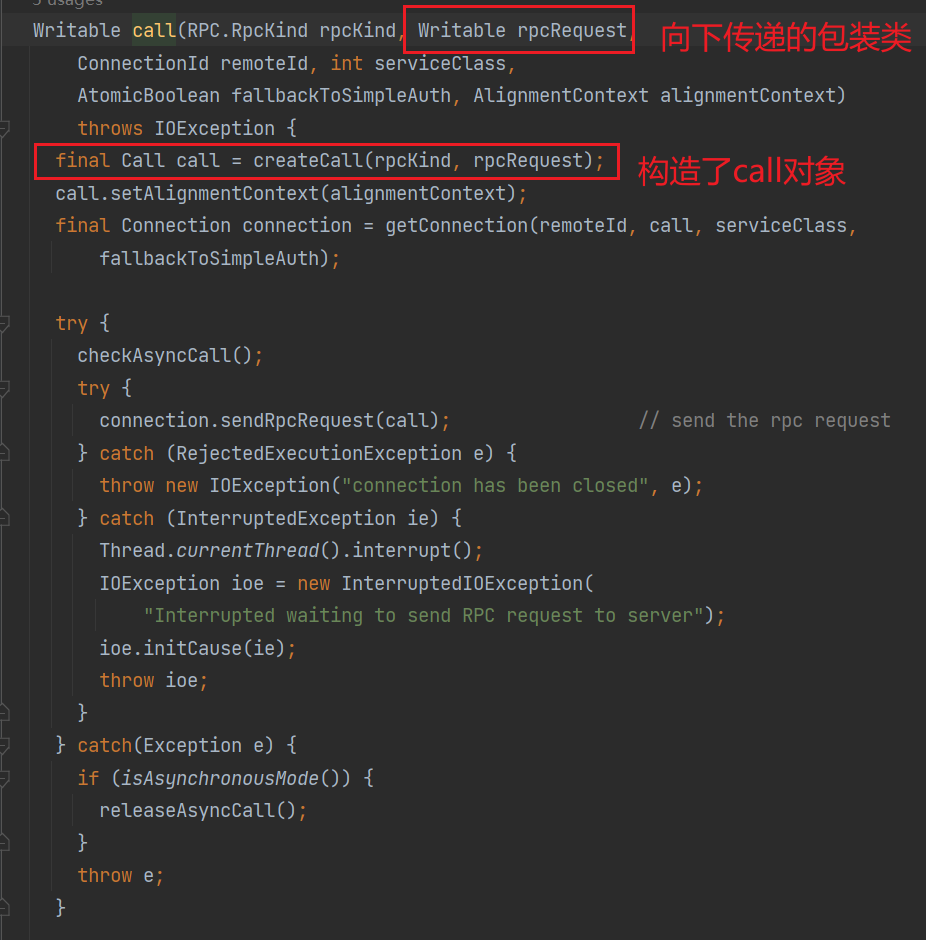 5 usages
Writable call(RPC.RpcKind rpcKind, Writable rpcRequest, 向下传递的包装类
ConnectionId remoteId, int serviceClass,
AtomicBoolean fallbackToSimpleAuth, AlignmentContext alignmentContext)
throws IOException {
final Call call = createCall(rpcKind, rpcRequest); 构造了call对象
call.setAlignmentContext(alignmentContext);
final Connection connection = getConnection(remoteId, call, serviceClass,
fallbackToSimpleAuth);
try {
checkAsyncCall();
try {
connection.sendRpcRequest(call); // send the rpc request
} catch (RejectedExecutionException e) {
throw new IOException("connection has been closed", e);
} catch (InterruptedException ie) {
Thread.currentThread().interrupt();
IOException ioe = new InterruptedIOException(
"Interrupted waiting to send RPC request to server");
ioe.initCause(ie);
throw ioe;
}
} catch(Exception e) {
if (isAsynchronousMode()) {
releaseAsyncCall();
}
throw e;
}